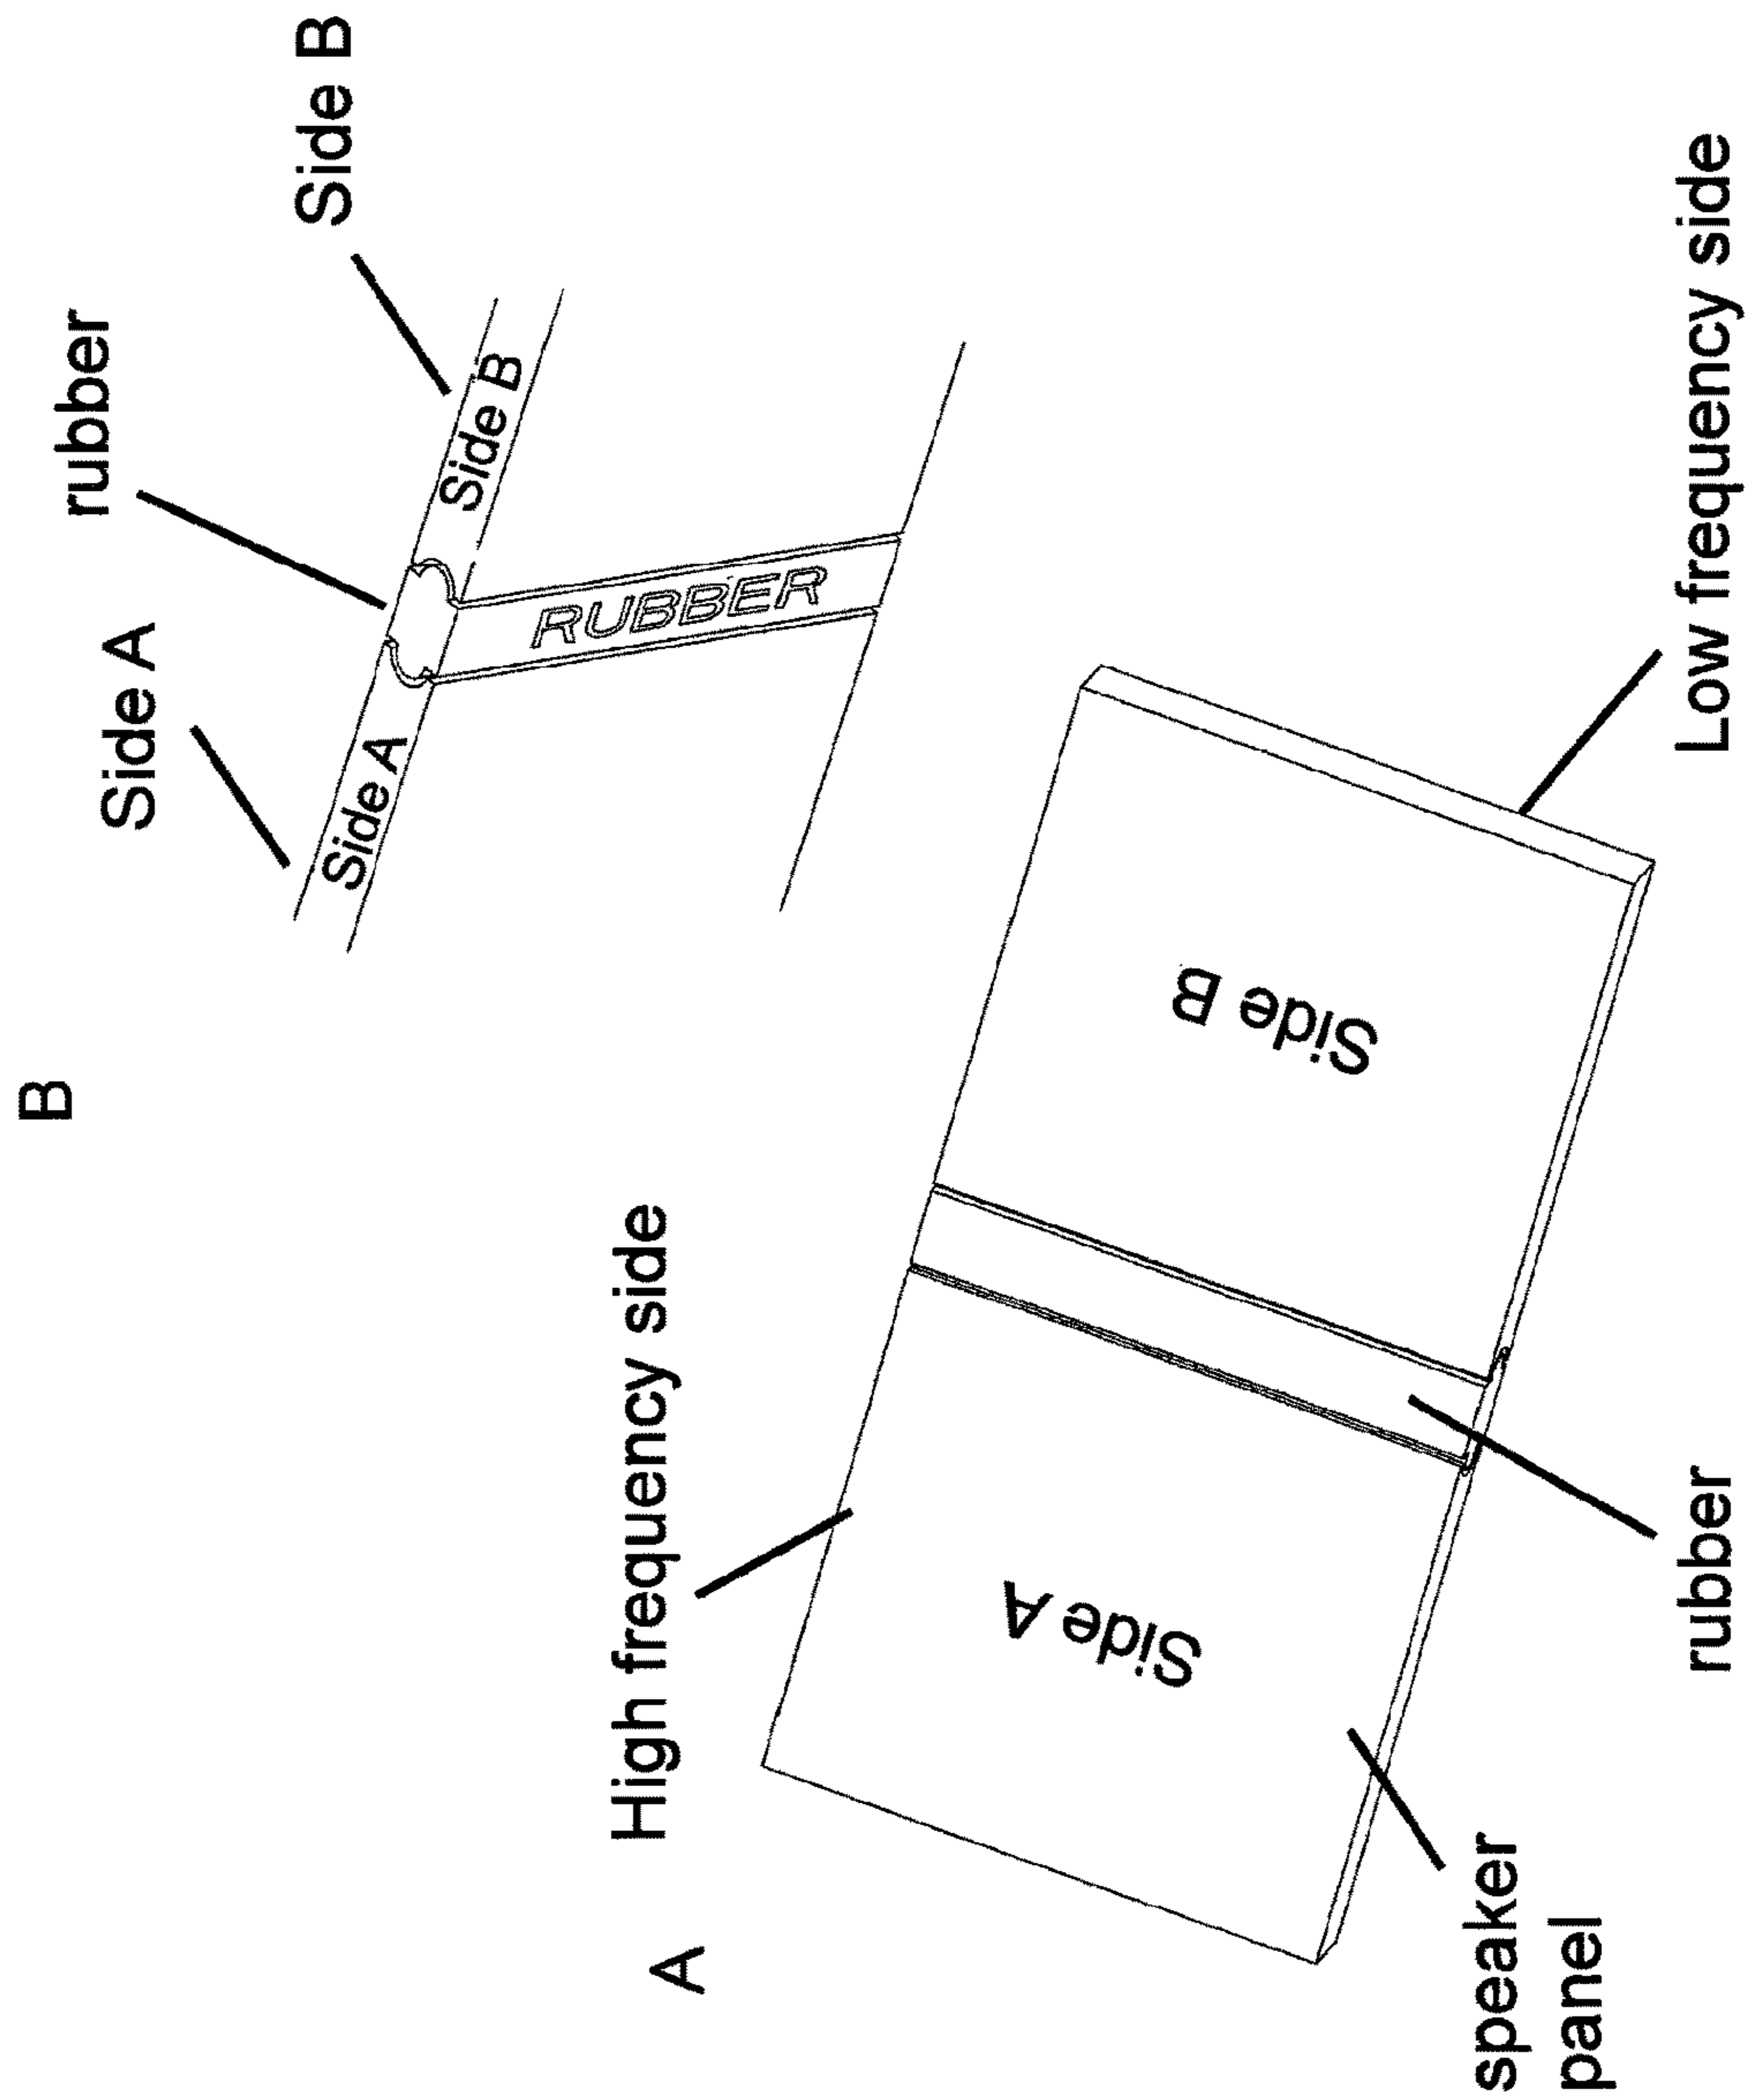 A
High frequency side
Side A
Side B
speaker
panel
rubber
Low frequency side
B
Side A
rubber
Side B
Side A
Side B
RUBBER